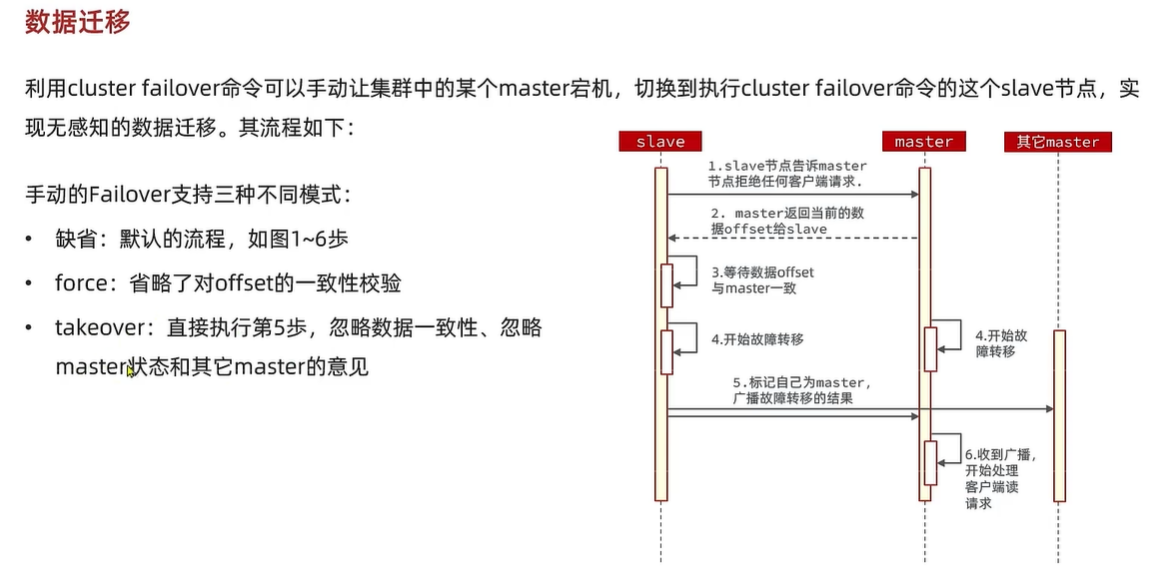 数据迁移
利用cluster failover命令可以手动让集群中的某个master宕机，切换到执行cluster failover命令的这个slave节点，实
现无感知的数据迁移。其流程如下：
手动的Failover支持三种不同模式：
• 缺省：默认的流程，如图1~6歩
• force：省略了对offset的一致性校验
• takeover：直接执行第5歩，忽略数据一致性、忽略
master状态和其它master的意见
slave
master
其它master
1.slave节点告诉master
节点拒绝任何客户端请求.
2. master返回当前的数
据offset给slave
3.等待数据offset
与master一致
4.开始故障转移
4.开始故
障转移
5.标记自己为master，
广播故障转移的结果
6.收到广播，
开始处理
客户端读
请求